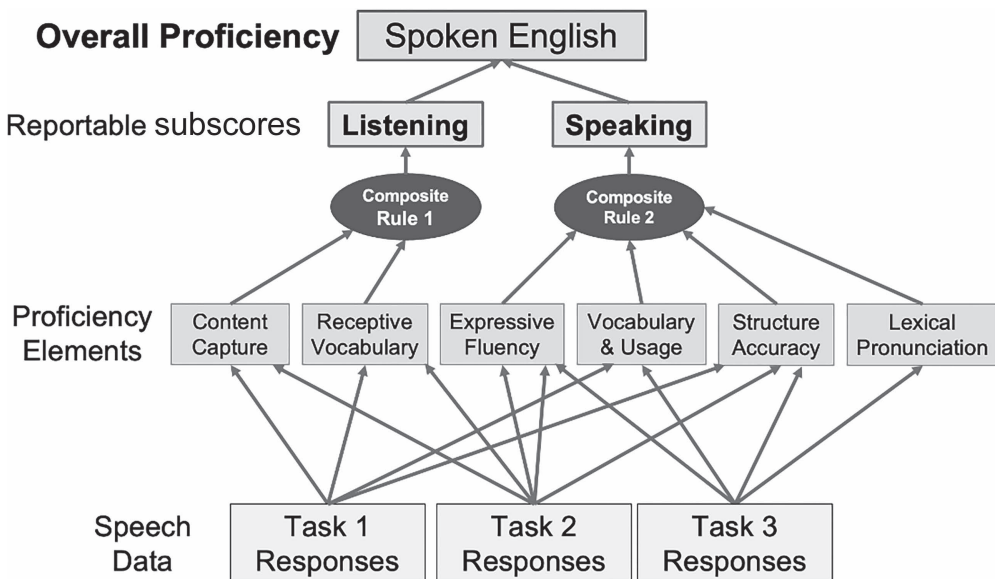 Overall Proficiency
Spoken English
Reportable subscores
Listening
Speaking
Composite
Rule 1
Composite
Rule 2
Proficiency
Elements
Content
Capture
Receptive
Vocabulary
Expressive
Fluency
Vocabulary
& Usage
Structure
Accuracy
Lexical
Pronunciation
Speech
Data
Task 1
Responses
Task 2
Responses
Task 3
Responses